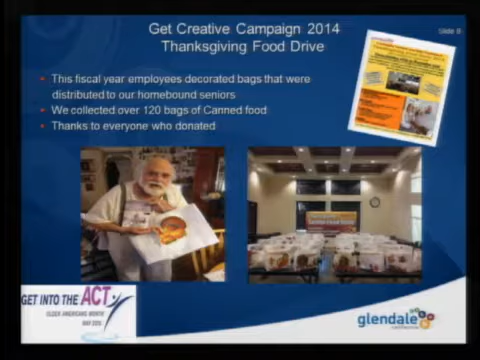 Get Creative Campaign 2014
Thanksgiving Food Drive
Slide 8
This fiscal year employees decorated bags that were
distributed to our homebound seniors
We collected over 120 bags of Canned food
Thanks to everyone who donated
GET INTO THE ACT
OLDER AMERICANS MONTH
MAY 2015
glendale